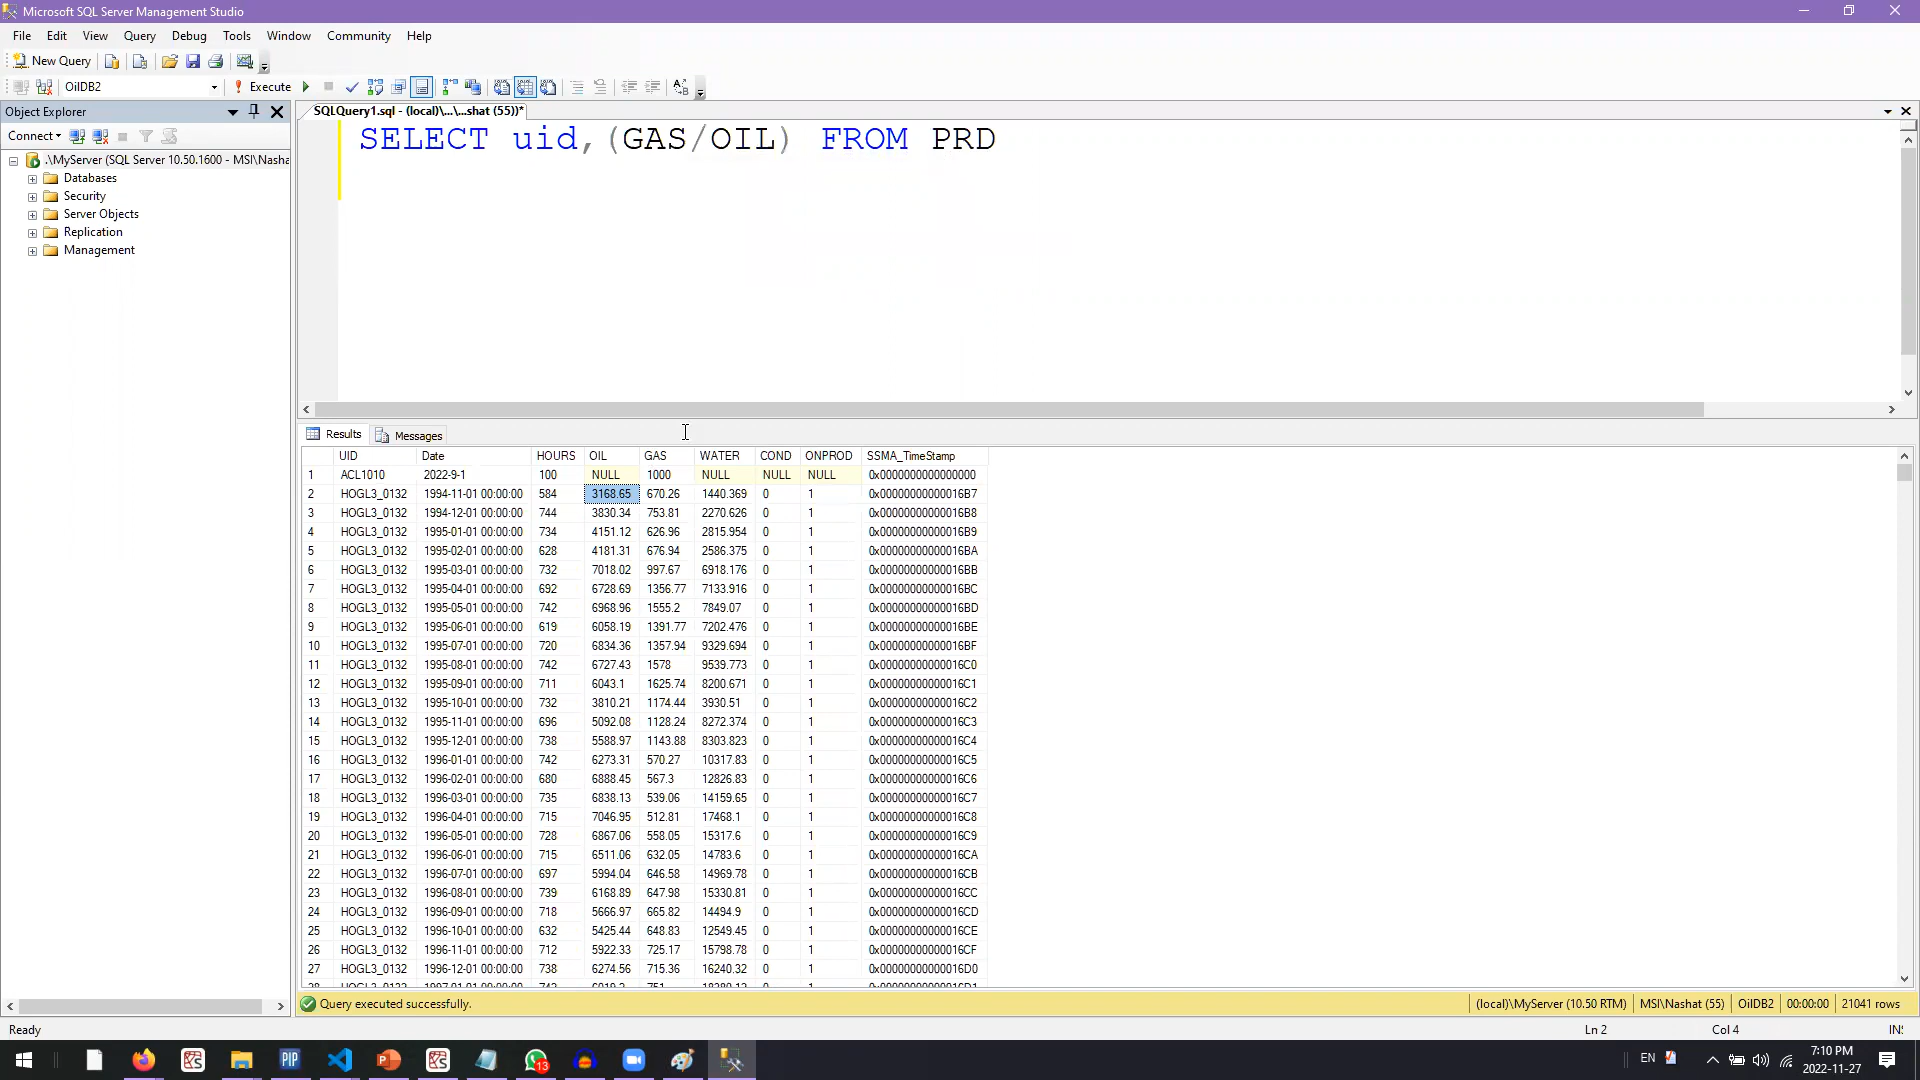 Microsoft SQL Server Management Studio
File Edit View Query Debug Tools Window Community Help
New Query
OilDB2 Execute
Object Explorer
Connect
.\MyServer (SQL Server 10.50.1600 - MSI\Nasha
Databases
Security
Server Objects
Replication
Management
SQLQuery1.sql - (local)\...\...shat (55))*
SELECT uid,(GAS/OIL) FROM PRD
Results Messages
UID Date HOURS OIL GAS WATER COND ONPROD SSMA_TimeStamp
1 ACL1010 2022-9-1 100 NULL 1000 NULL NULL NULL 0x0000000000000000
2 HOGL3_0132 1994-11-01 00:00:00 584 3168.65 670.26 1440.369 0 1 0x00000000000016B7
3 HOGL3_0132 1994-12-01 00:00:00 744 3830.34 753.81 2270.626 0 1 0x00000000000016B8
4 HOGL3_0132 1995-01-01 00:00:00 734 4151.12 626.96 2815.954 0 1 0x00000000000016B9
5 HOGL3_0132 1995-02-01 00:00:00 628 4181.31 676.94 2586.375 0 1 0x00000000000016BA
6 HOGL3_0132 1995-03-01 00:00:00 732 7018.02 997.67 6918.176 0 1 0x00000000000016BB
7 HOGL3_0132 1995-04-01 00:00:00 692 6728.69 1356.77 7133.916 0 1 0x00000000000016BC
8 HOGL3_0132 1995-05-01 00:00:00 742 6968.96 1555.2 7849.07 0 1 0x00000000000016BD
9 HOGL3_0132 1995-06-01 00:00:00 619 6058.19 1391.77 7202.476 0 1 0x00000000000016BE
10 HOGL3_0132 1995-07-01 00:00:00 720 6834.36 1357.94 9329.694 0 1 0x00000000000016BF
11 HOGL3_0132 1995-08-01 00:00:00 742 6727.43 1578 9539.773 0 1 0x00000000000016C0
12 HOGL3_0132 1995-09-01 00:00:00 711 6043.1 1625.74 8200.671 0 1 0x00000000000016C1
13 HOGL3_0132 1995-10-01 00:00:00 732 3810.21 1174.44 3930.51 0 1 0x00000000000016C2
14 HOGL3_0132 1995-11-01 00:00:00 696 5092.08 1128.24 8272.374 0 1 0x00000000000016C3
15 HOGL3_0132 1995-12-01 00:00:00 738 5588.97 1143.88 8303.823 0 1 0x00000000000016C4
16 HOGL3_0132 1996-01-01 00:00:00 742 6273.31 570.27 10317.83 0 1 0x00000000000016C5
17 HOGL3_0132 1996-02-01 00:00:00 680 6888.45 567.3 12826.83 0 1 0x00000000000016C6
18 HOGL3_0132 1996-03-01 00:00:00 735 6838.13 539.06 14159.65 0 1 0x00000000000016C7
19 HOGL3_0132 1996-04-01 00:00:00 715 7046.95 512.81 17468.1 0 1 0x00000000000016C8
20 HOGL3_0132 1996-05-01 00:00:00 728 6867.06 558.05 15317.6 0 1 0x00000000000016C9
21 HOGL3_0132 1996-06-01 00:00:00 715 6511.06 632.05 14783.6 0 1 0x00000000000016CA
22 HOGL3_0132 1996-07-01 00:00:00 697 5994.04 646.58 14969.78 0 1 0x00000000000016CB
23 HOGL3_0132 1996-08-01 00:00:00 739 6168.89 647.98 15330.81 0 1 0x00000000000016CC
24 HOGL3_0132 1996-09-01 00:00:00 718 5666.97 665.82 14494.9 0 1 0x00000000000016CD
25 HOGL3_0132 1996-10-01 00:00:00 632 5425.44 648.83 12549.45 0 1 0x00000000000016CE
26 HOGL3_0132 1996-11-01 00:00:00 712 5922.33 725.17 15798.78 0 1 0x00000000000016CF
27 HOGL3_0132 1996-12-01 00:00:00 738 6274.56 715.36 16240.32 0 1 0x00000000000016D0
Query executed successfully. (local)\MyServer (10.50 RTM) MSI\Nashat (55) OilDB2 00:00:00 21041 rows
Ready Ln 2 Col 4
PIP 13 EN 7:10 PM
2022-11-27